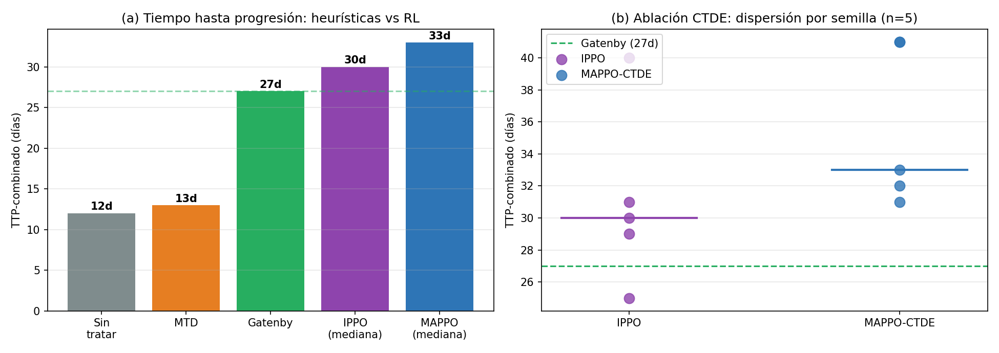 (a) Tiempo hasta progresión: heurísticas vs RL
TTP-combinado (días)
30
25
20
15
10
5
0
12d
13d
27d
30d
33d
Sin
tratar
MTD
Gatenby
IPPO
(mediana)
MAPPO
(mediana)
(b) Ablación CTDE: dispersión por semilla (n=5)
TTP-combinado (días)
40
38
36
34
32
30
28
26
Gatenby (27d)
IPPO
MAPPO-CTDE
IPPO
MAPPO-CTDE